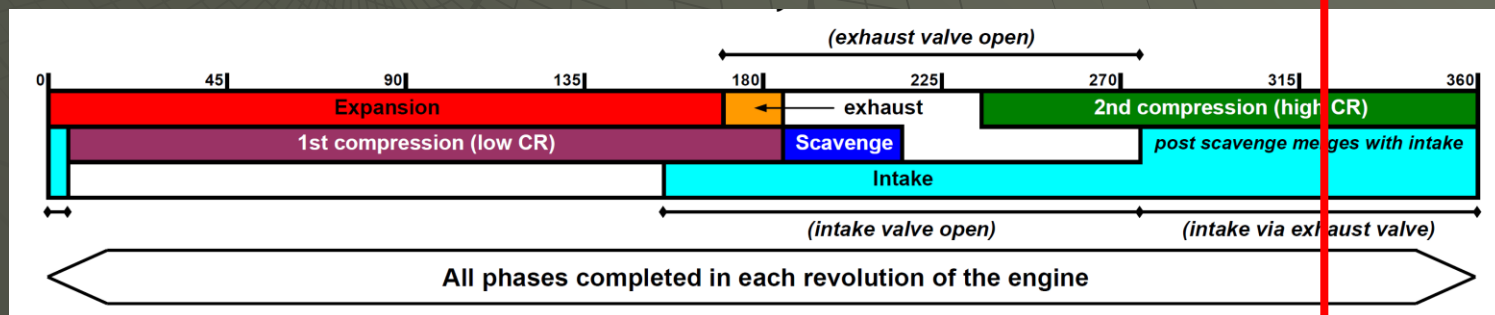 (exhaust valve open)
0 45 90 135 180 225 270 315 360
Expansion exhaust 2nd compression (high CR)
1st compression (low CR) Scavenge post scavenge merges with intake
Intake
(intake valve open) (intake via exhaust valve)
All phases completed in each revolution of the engine